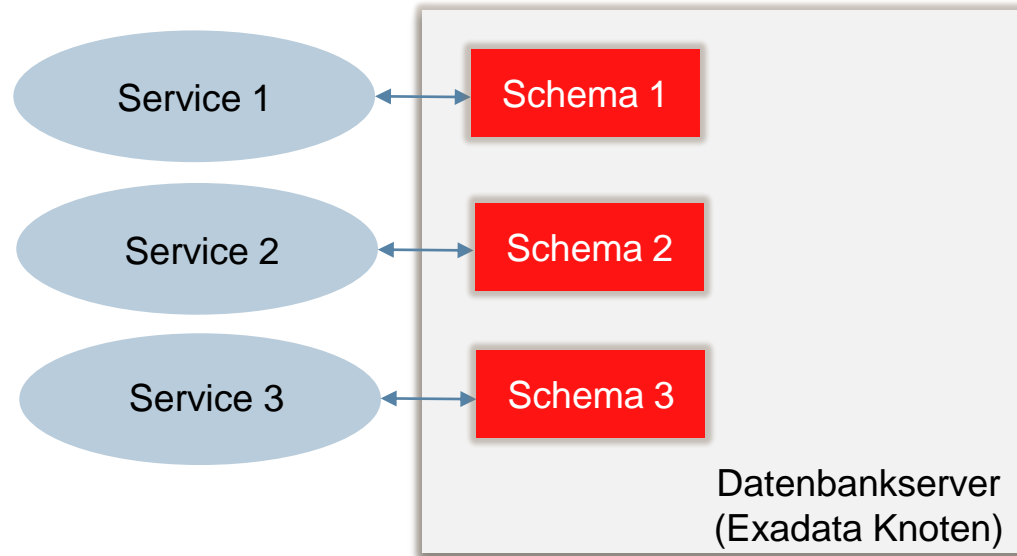 Service 1
Schema 1
Service 2
Schema 2
Service 3
Schema 3
Datenbankserver
(Exadata Knoten)